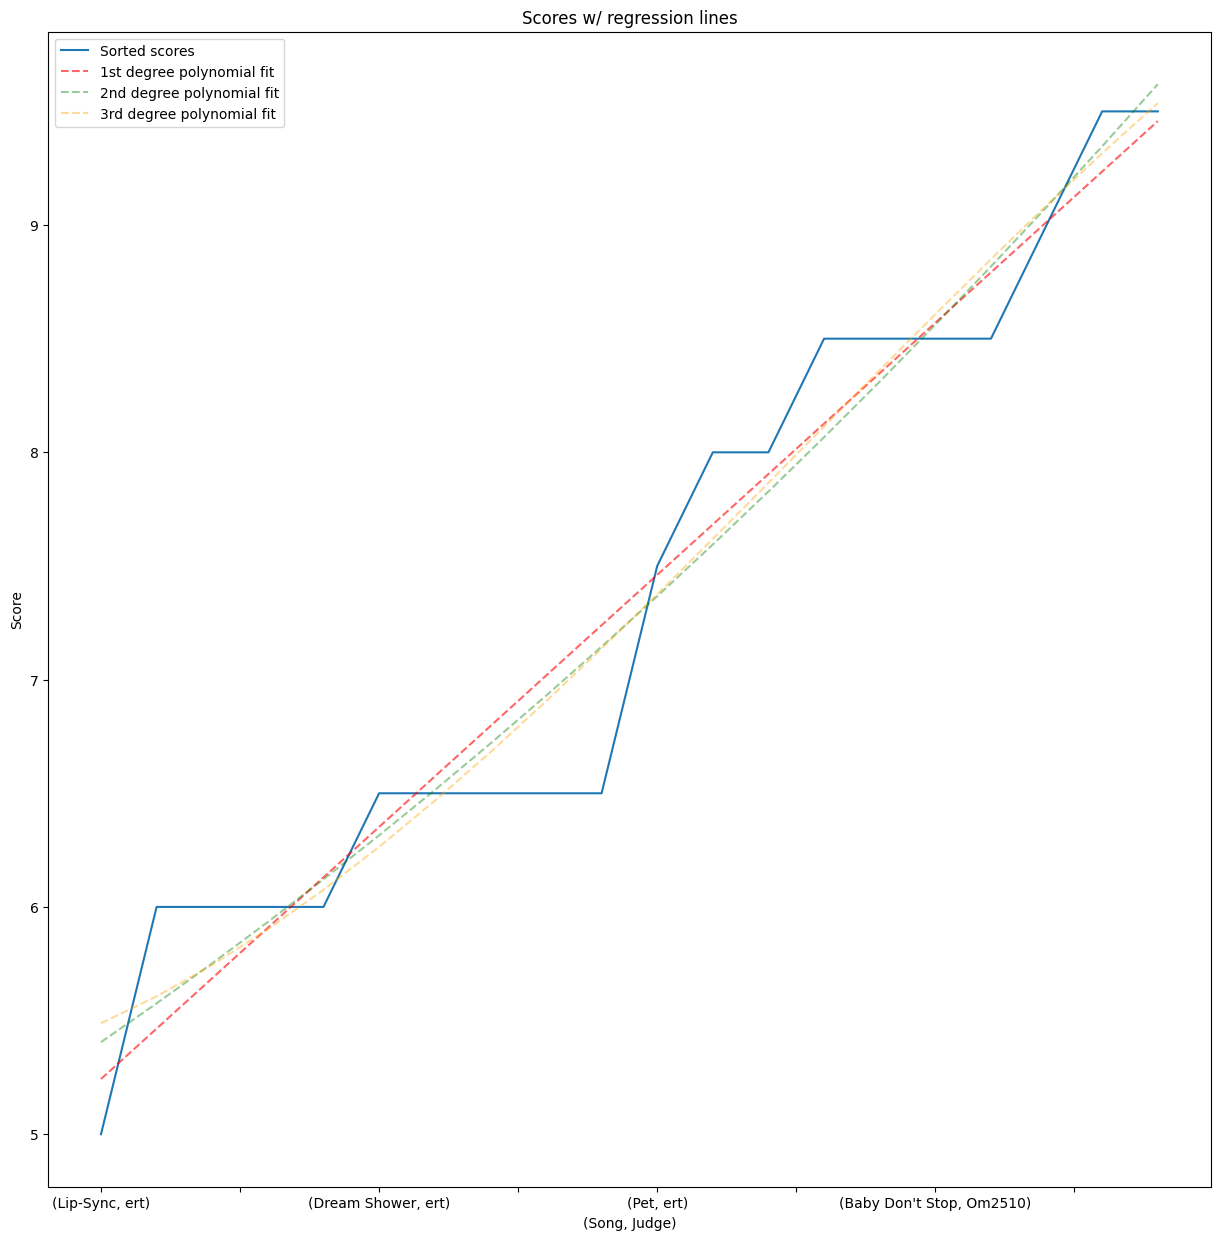 Scores w/ regression lines
Sorted scores
1st degree polynomial fit
2nd degree polynomial fit
3rd degree polynomial fit
9
8
7
6
5
Score
(Lip-Sync, ert)
(Dream Shower, ert)
(Pet, ert)
(Baby Don't Stop, Om2510)
(Song, Judge)